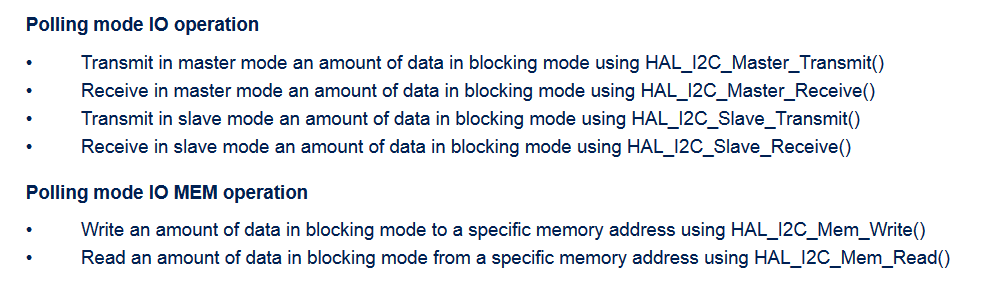 Polling mode IO operation
• Transmit in master mode an amount of data in blocking mode using HAL_I2C_Master_Transmit()
• Receive in master mode an amount of data in blocking mode using HAL_I2C_Master_Receive()
• Transmit in slave mode an amount of data in blocking mode using HAL_I2C_Slave_Transmit()
• Receive in slave mode an amount of data in blocking mode using HAL_I2C_Slave_Receive()
Polling mode IO MEM operation
• Write an amount of data in blocking mode to a specific memory address using HAL_I2C_Mem_Write()
• Read an amount of data in blocking mode from a specific memory address using HAL_I2C_Mem_Read()